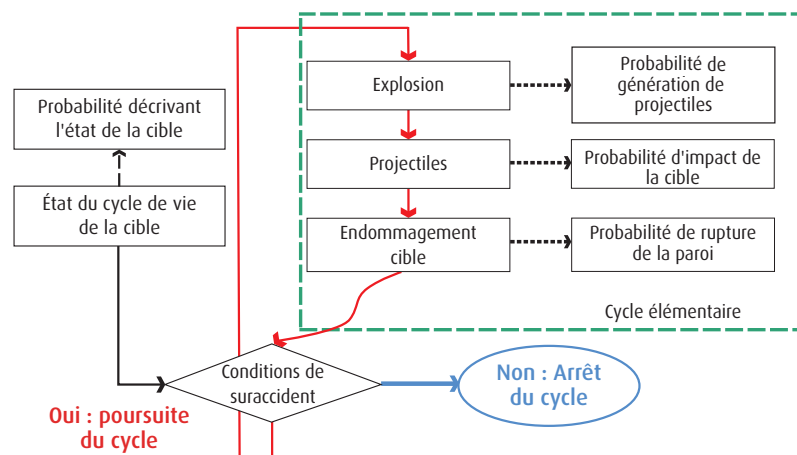 Explosion
Probabilité de
génération de
projectiles
Probabilité décrivant
l'état de la cible
Projectiles
Probabilité d'impact de
la cible
État du cycle de vie
de la cible
Endommagement
cible
Probabilité de rupture
de la paroi
Cycle élémentaire
Conditions de
suraccident
Non : Arrêt
du cycle
Oui : poursuite
du cycle